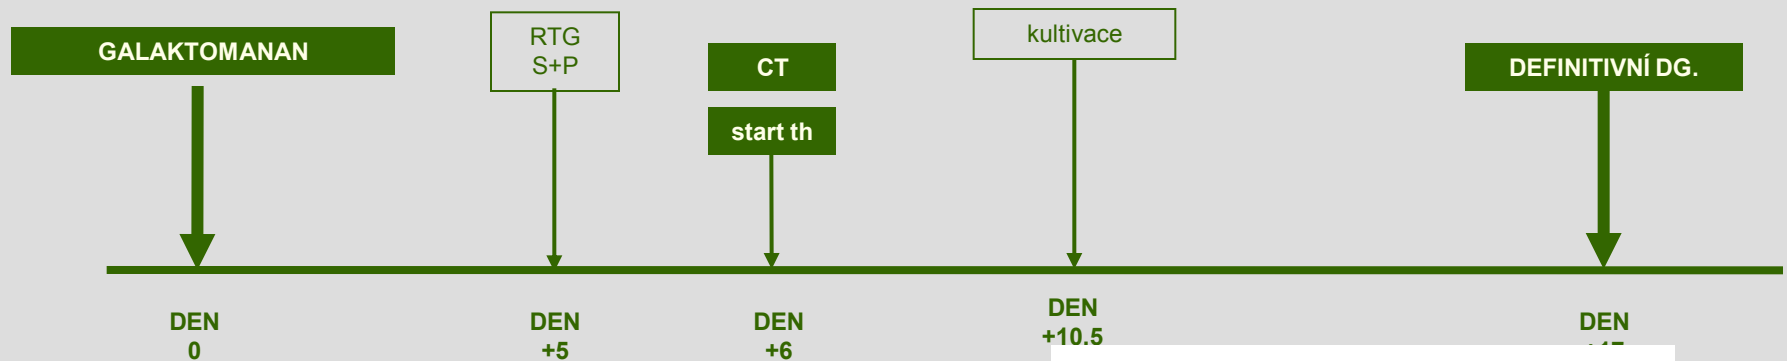 GALAKTOMANAN
RTG
S+P
CT
start th
kultivace
DEFINITIVNÍ DG.
DEN
0
DEN
+5
DEN
+6
DEN
+10.5
DEN